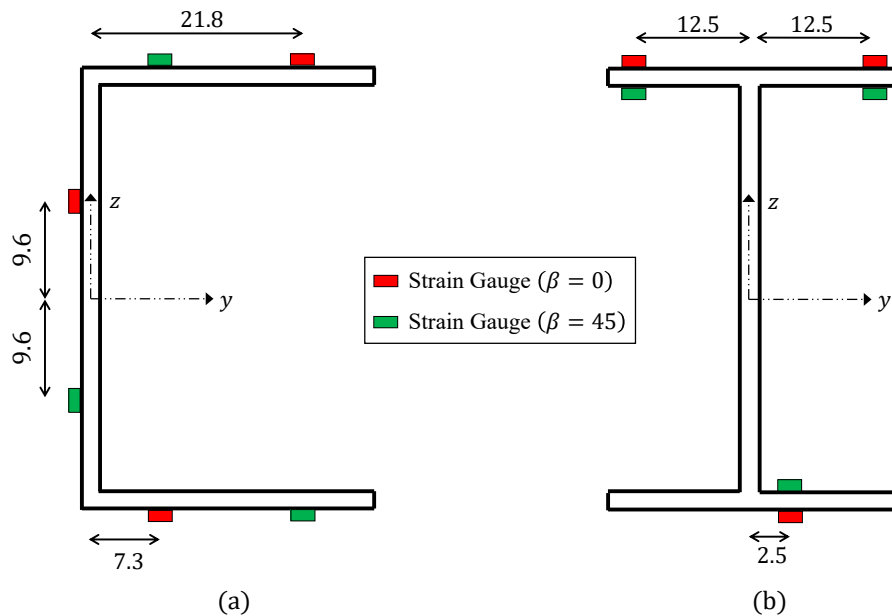 21.8
12.5 12.5
z
z
9.6
9.6
y
y
Strain Gauge (β = 0)
Strain Gauge (β = 45)
7.3
2.5
(a)
(b)